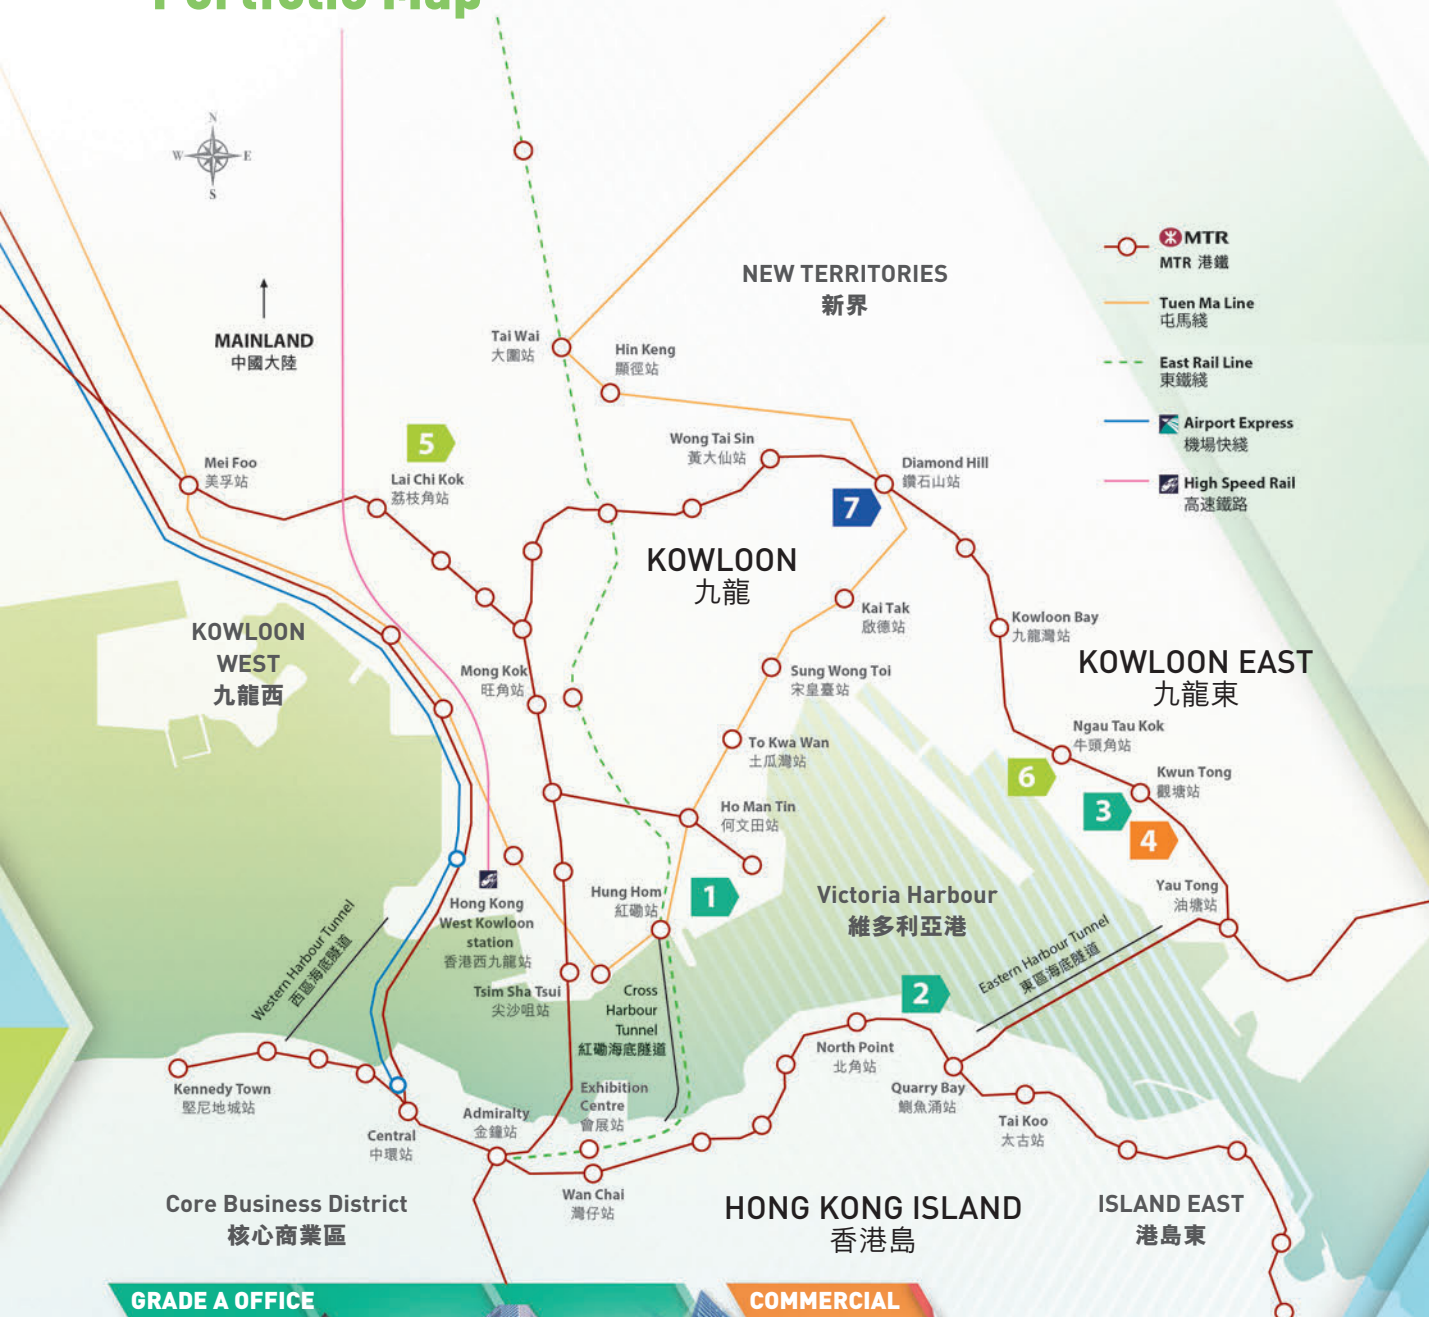 Portfolio Map
N
W
E
S
MTR
MTR 港鐵
NEW TERRITORIES
新界
Tuen Ma Line
屯馬綫
MAINLAND
中國大陸
Tai Wai
大圍站
Hin Keng
顯徑站
East Rail Line
東鐵綫
Airport Express
機場快綫
5
Wong Tai Sin
黃大仙站
Mei Foo
美孚站
Lai Chi Kok
荔枝角站
Diamond Hill
鑽石山站
High Speed Rail
高速鐵路
7
KOWLOON
九龍
Kai Tak
啟德站
Kowloon Bay
九龍灣站
KOWLOON
WEST
九龍西
KOWLOON EAST
九龍東
Mong Kok
旺角站
Sung Wong Toi
宋皇臺站
To Kwa Wan
土瓜灣站
Ngau Tau Kok
牛頭角站
6
Kwun Tong
觀塘站
3
4
Ho Man Tin
何文田站
1
Hung Hom
紅磡站
Victoria Harbour
維多利亞港
Yau Tong
油塘站
Hong Kong
West Kowloon
station
香港西九龍站
Western Harbour Tunnel
西區海底隧道
Eastern Harbour Tunnel
東區海底隧道
Tsim Sha Tsui
尖沙咀站
Cross
Harbour
Tunnel
紅磡海底隧道
2
North Point
北角站
Kennedy Town
堅尼地城站
Exhibition
Centre
會展站
Quarry Bay
鰂魚涌站
Admiralty
金鐘站
Central
中環站
Tai Koo
太古站
Wan Chai
灣仔站
Core Business District
核心商業區
HONG KONG ISLAND
香港島
ISLAND EAST
港島東
GRADE A OFFICE
COMMERCIAL